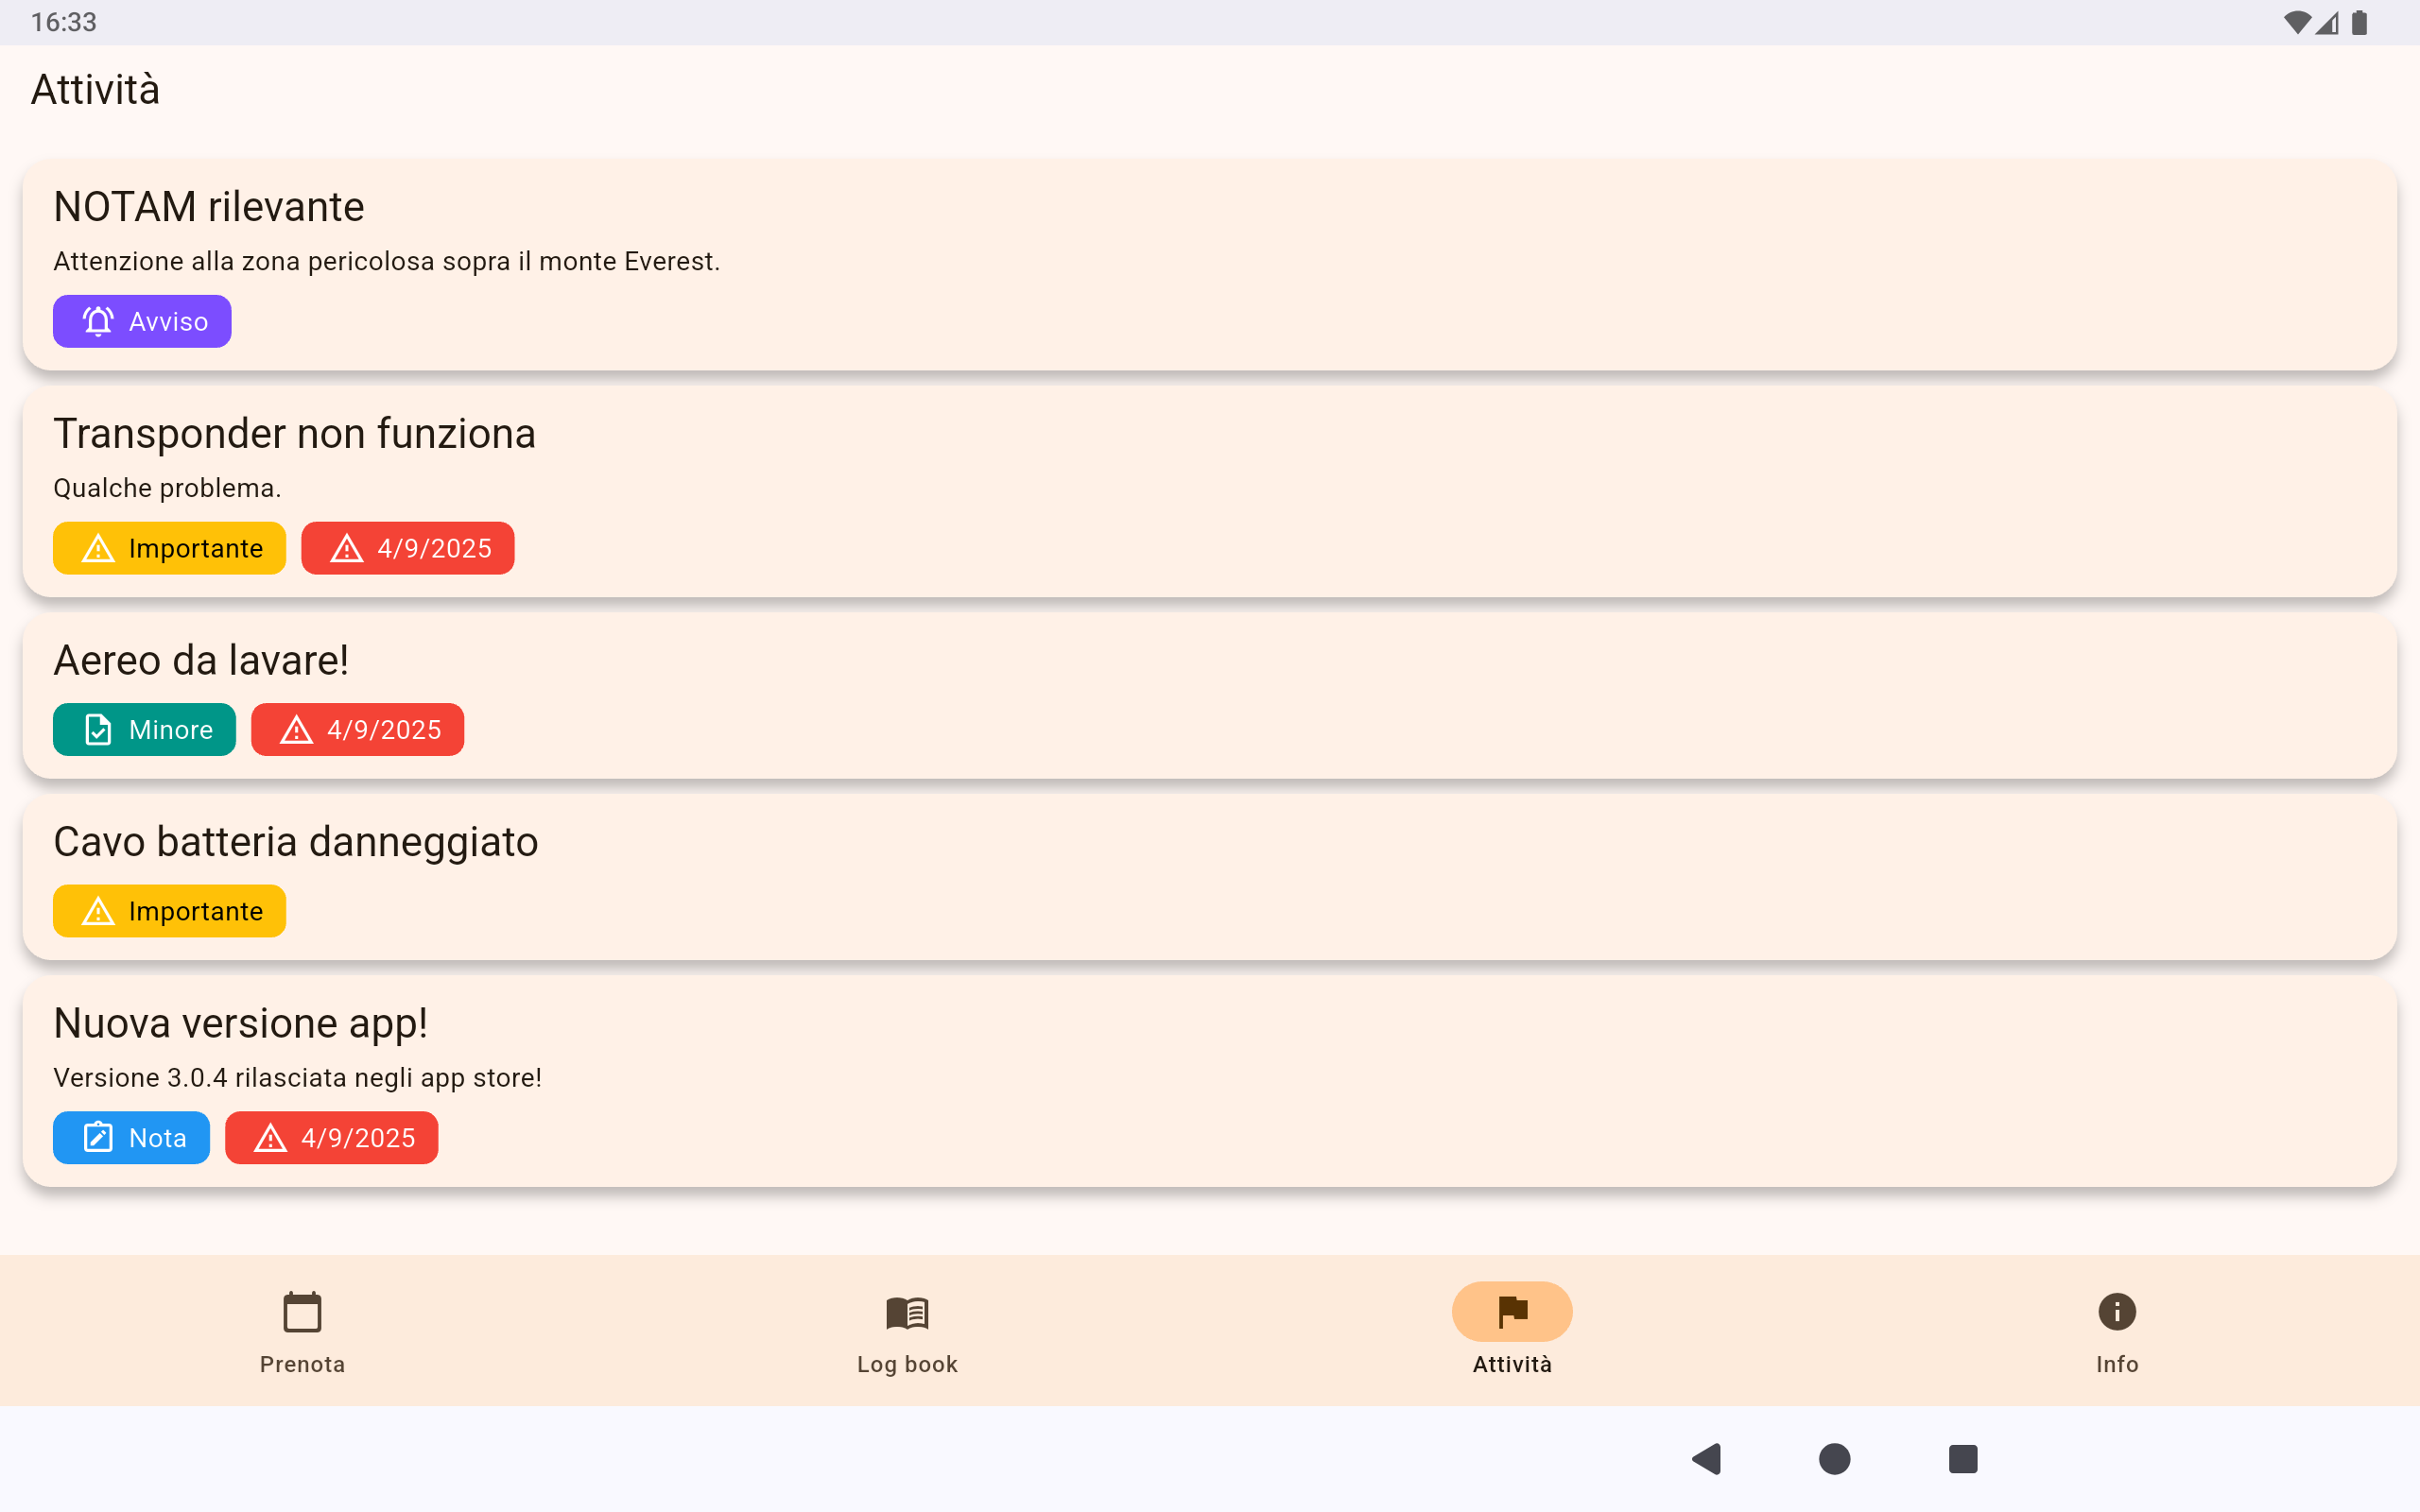 16:33
Attività
NOTAM rilevante
Attenzione alla zona pericolosa sopra il monte Everest.
Avviso
Transponder non funziona
Qualche problema.
Importante 4/9/2025
Aereo da lavare!
Minore 4/9/2025
Cavo batteria danneggiato
Importante
Nuova versione app!
Versione 3.0.4 rilasciata negli app store!
Nota 4/9/2025
Prenota Log book Attività Info